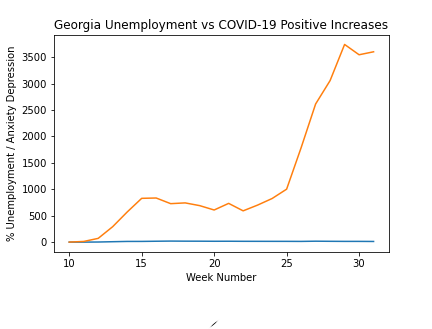 Georgia Unemployment vs COVID-19 Positive Increases
% Unemployment / Anxiety Depression
3500
3000
2500
2000
1500
1000
500
0
10 15 20 25 30
Week Number